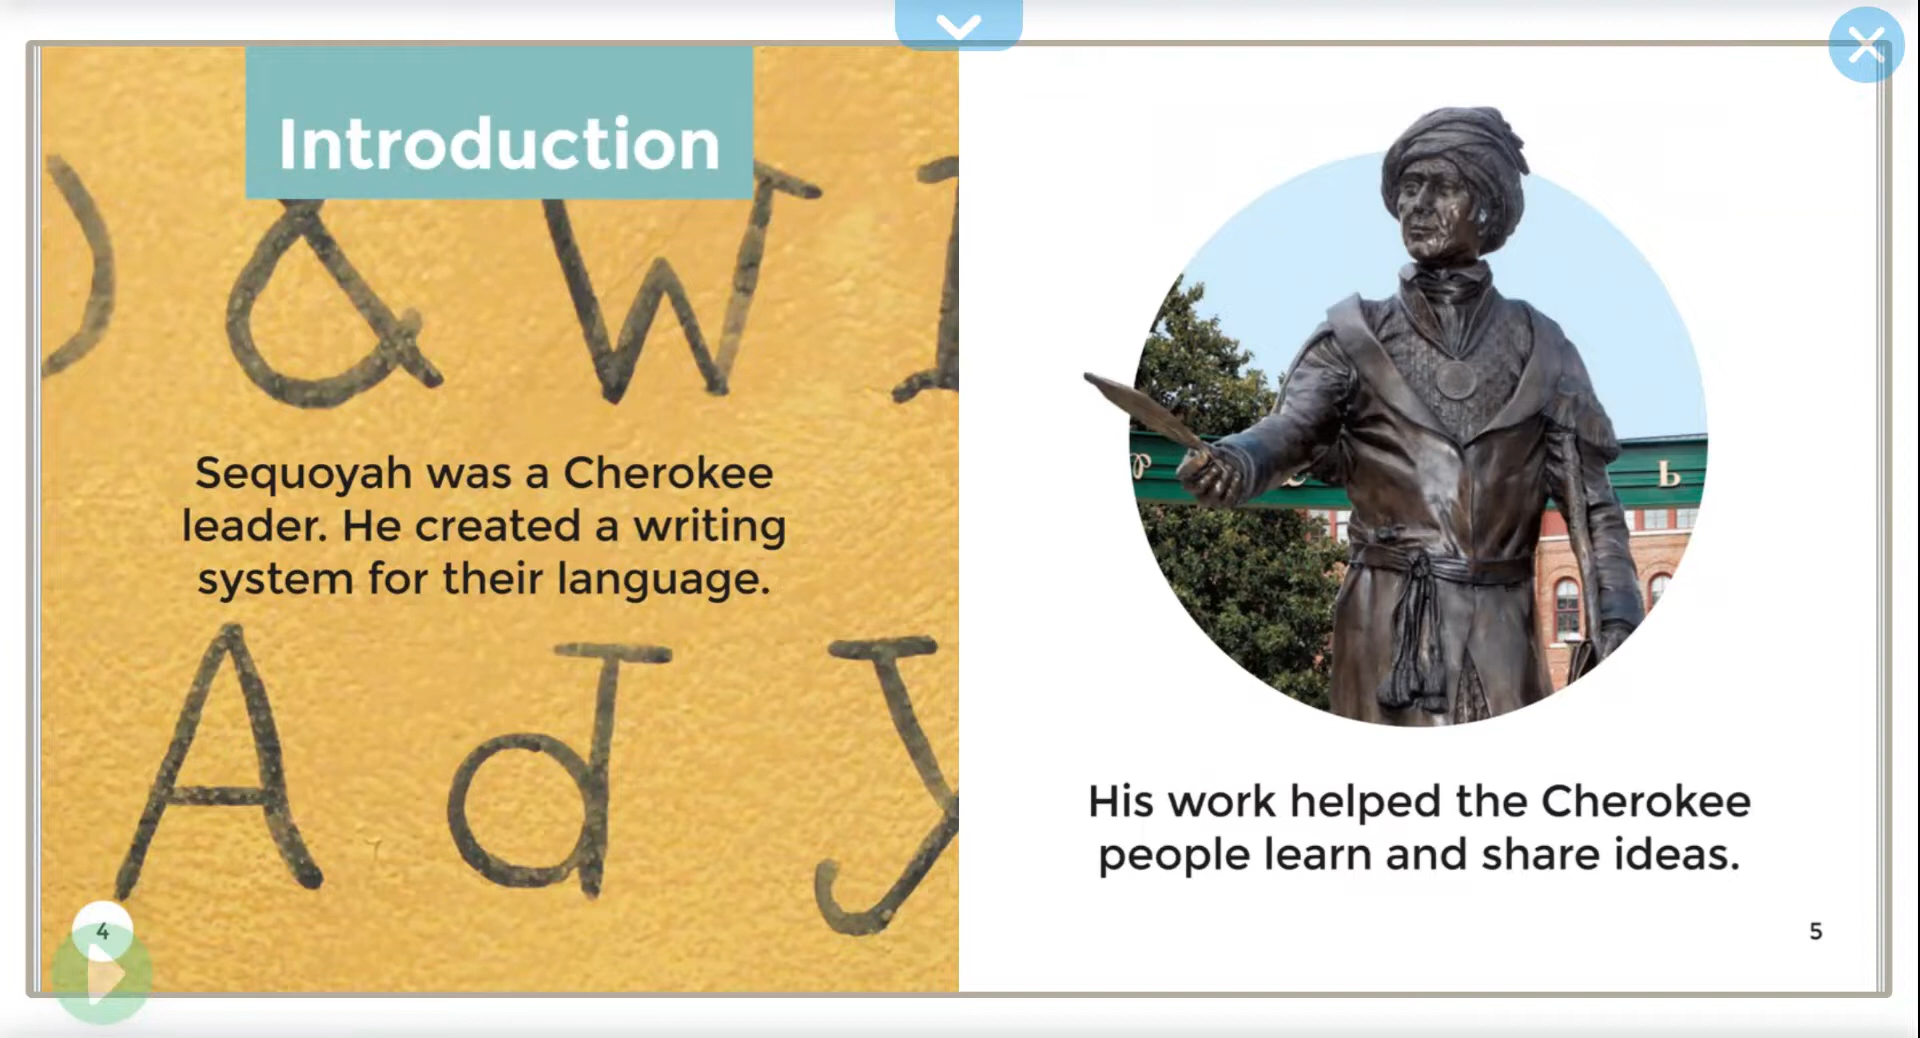 Introduction
& W
Sequoyah was a Cherokee
leader. He created a writing
system for their language.
A d y
4
His work helped the Cherokee
people learn and share ideas.
5